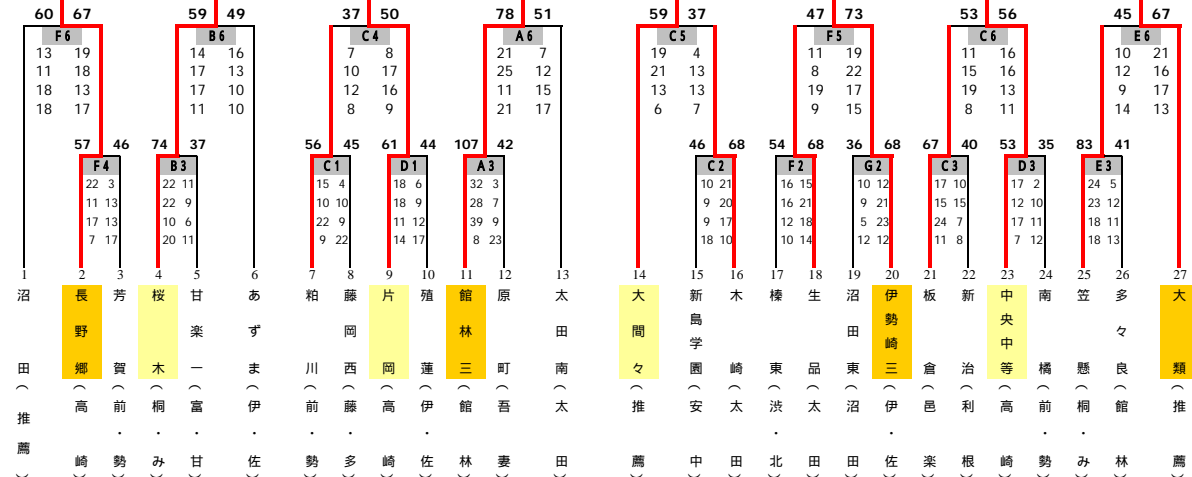 60 67 59 49 37 50 78 51 59 37 47 73 53 56 45 67
F6 B6 C4 A6 C5 F5 C6 E6
13 19 14 16 7 8 21 7 19 4 11 19 11 16 10 21
11 18 17 13 10 17 25 12 21 13 8 22 15 16 12 16
18 13 17 10 12 16 11 15 13 13 19 17 19 13 9 17
18 17 11 10 8 9 21 17 6 7 9 15 8 11 14 13
57 46 74 37 56 45 61 44 107 42 46 68 54 68 36 68 67 40 53 35 83 41
F4 B3 C1 D1 A3 C2 F2 G2 C3 D3 E3
22 3 22 11 15 4 18 6 32 3 10 21 16 15 10 12 17 10 17 2 24 5
11 13 22 9 10 10 18 9 28 7 9 20 16 21 9 21 15 15 12 10 23 12
17 13 10 6 22 9 11 12 39 9 9 17 12 18 5 23 24 7 17 11 18 11
7 17 20 11 9 22 14 17 8 23 18 10 10 14 12 12 11 8 7 12 18 13
1 2 3 4 5 6 7 8 9 10 11 12 13 14 15 16 17 18 19 20 21 22 23 24 25 26 27
沼田（推薦）
長野郷（高崎）
芳賀（前・勢）
桜木（桐・み）
甘楽一（富・甘）
あずま（伊・佐）
粕川（前・勢）
藤岡西（藤・多）
片岡（高崎）
殖蓮（伊・佐）
館林三（館林）
原町（吾妻）
太田南（太田）
大間々（推薦）
新島学園（安中）
木崎（太田）
榛東（渋・北）
生品（太田）
沼田東（沼田）
伊勢崎三（伊・佐）
板倉（邑楽）
新治（利根）
中央中等（高崎）
南橘（前・勢）
笠懸（桐・み）
多々良（館林）
大類（推薦）